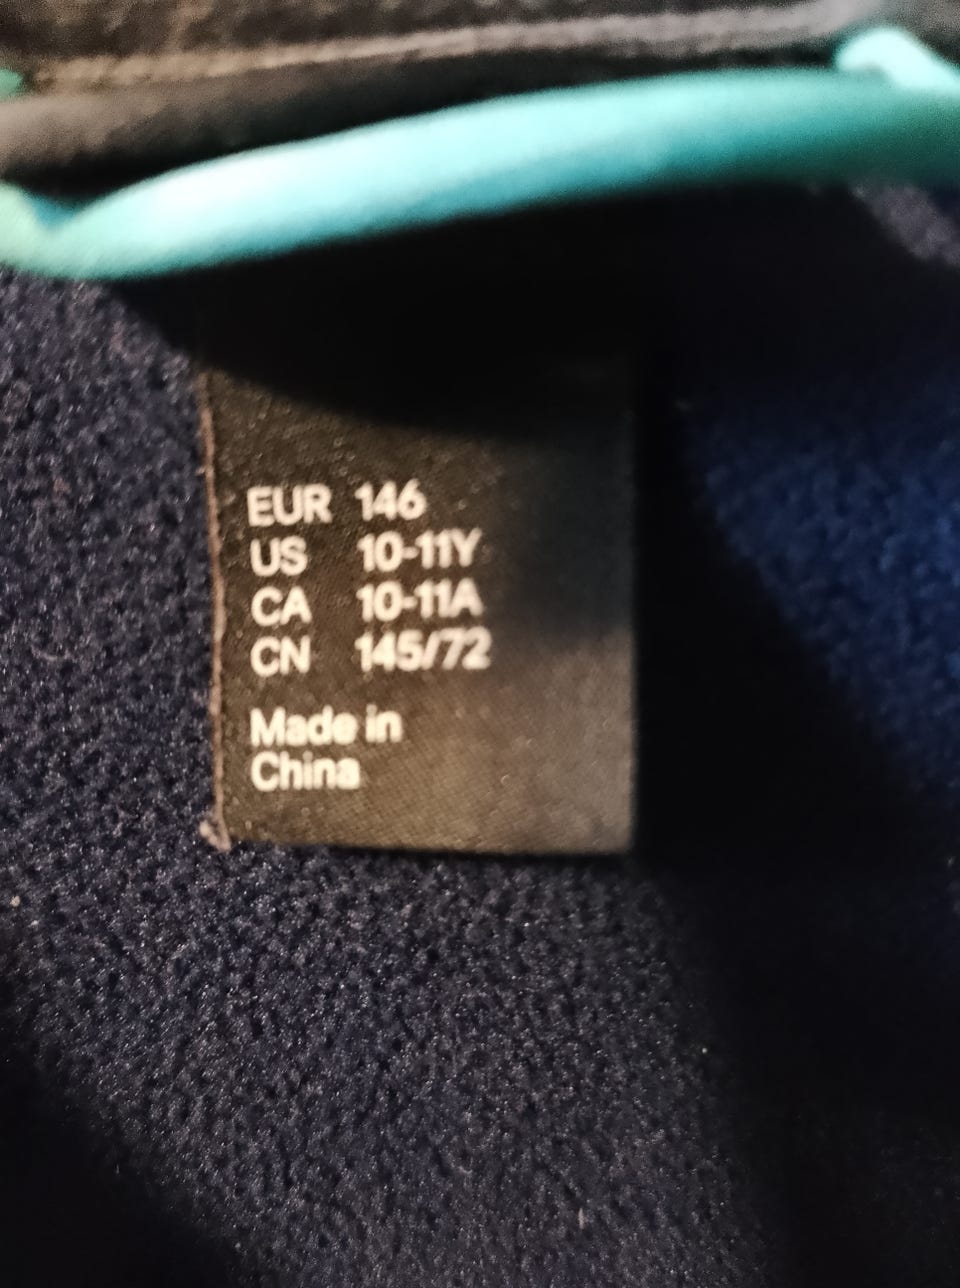 EUR 146
US 10-11Y
CA 10-11A
CN 145/72
Made in
China